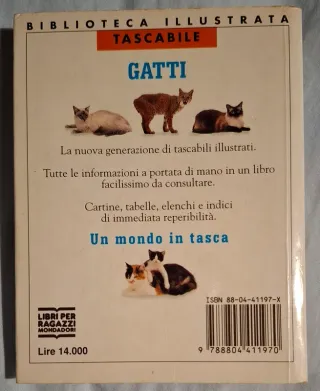 BIBLIOTECA ILLUSTRATA
TASCABILE
GATTI
La nuova generazione di tascabili illustrati.
Tutte le informazioni a portata di mano in un libro
facilissimo da consultare.
Cartine, tabelle, elenchi e indici
di immediata reperibilità.
Un mondo in tasca
ISBN 88-04-41197-X
LIBRI PER
RAGAZZI
MONDADORI
Lire 14.000
9 788804 411970